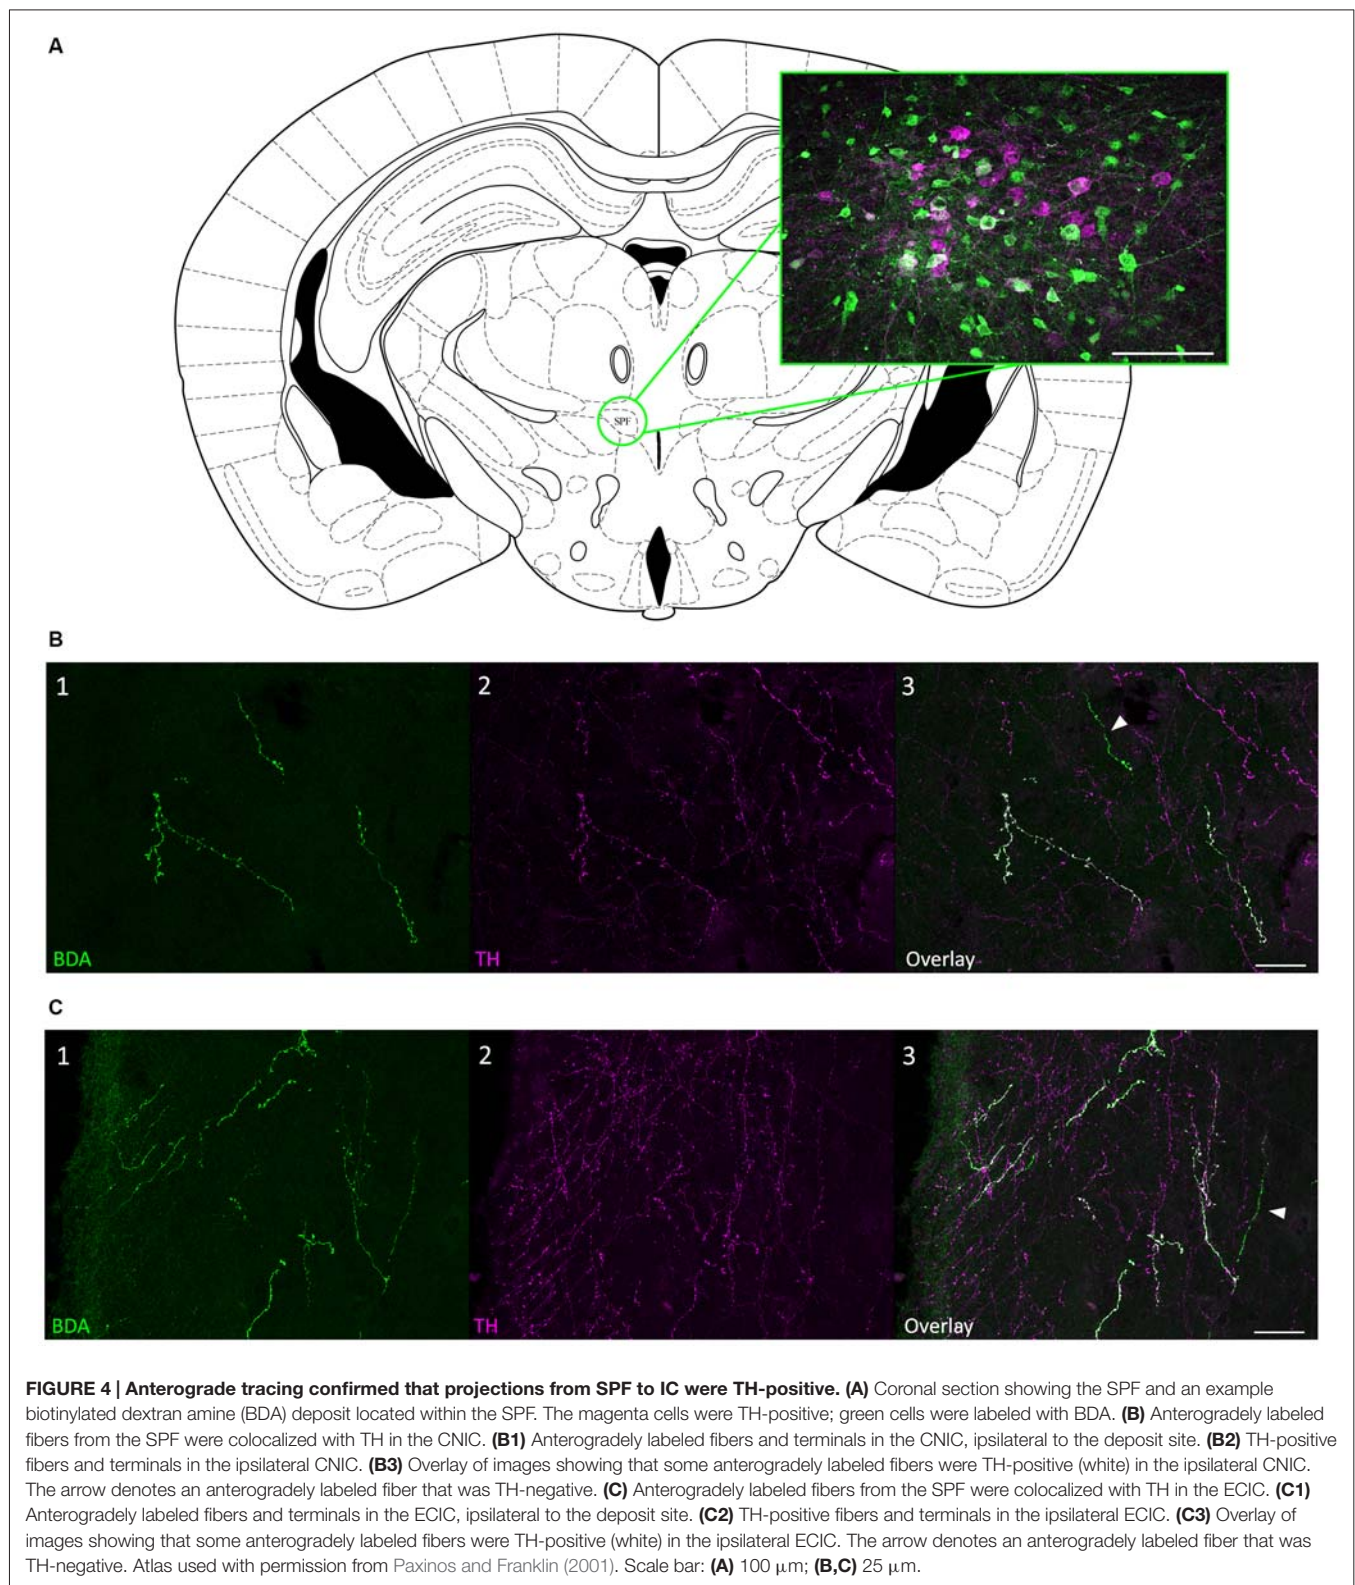 A
SPF
B
1
2
3
BDA
TH
Overlay
C
1
2
3
BDA
TH
Overlay
FIGURE 4 | Anterograde tracing confirmed that projections from SPF to IC were TH-positive. (A) Coronal section showing the SPF and an example
biotinylated dextran amine (BDA) deposit located within the SPF. The magenta cells were TH-positive; green cells were labeled with BDA. (B) Anterogradely labeled
fibers from the SPF were colocalized with TH in the CNIC. (B1) Anterogradely labeled fibers and terminals in the CNIC, ipsilateral to the deposit site. (B2) TH-positive
fibers and terminals in the ipsilateral CNIC. (B3) Overlay of images showing that some anterogradely labeled fibers were TH-positive (white) in the ipsilateral CNIC.
The arrow denotes an anterogradely labeled fiber that was TH-negative. (C) Anterogradely labeled fibers from the SPF were colocalized with TH in the ECIC. (C1)
Anterogradely labeled fibers and terminals in the ECIC, ipsilateral to the deposit site. (C2) TH-positive fibers and terminals in the ipsilateral ECIC. (C3) Overlay of
images showing that some anterogradely labeled fibers were TH-positive (white) in the ipsilateral ECIC. The arrow denotes an anterogradely labeled fiber that was
TH-negative. Atlas used with permission from Paxinos and Franklin (2001). Scale bar: (A) 100 μm; (B,C) 25 μm.